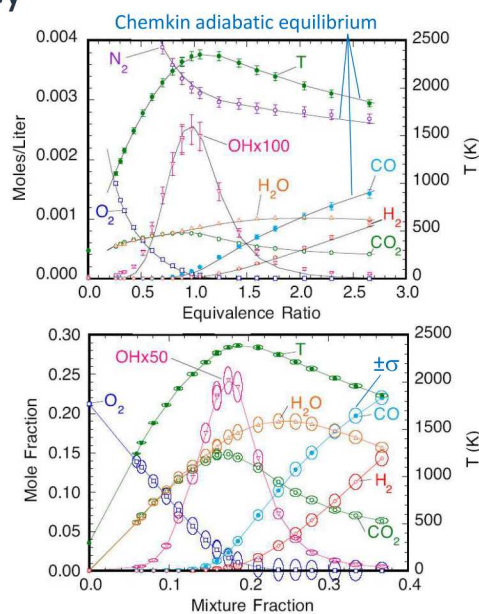 y
Chemkin adiabatic equilibrium
0.004
0.003
0.002
0.001
0.000
Moles/Liter
N2
T
OHx100
CO
H2O
O2
H2
CO2
2500
2000
1500
1000
500
0
T (K)
0.0 0.5 1.0 1.5 2.0 2.5 3.0
Equivalence Ratio
0.30
0.25
0.20
0.15
0.10
0.05
0.00
Mole Fraction
OHx50
T
±σ
O2
H2O
CO
H2
CO2
2500
2000
1500
1000
500
0
T (K)
0.0 0.1 0.2 0.3 0.4
Mixture Fraction